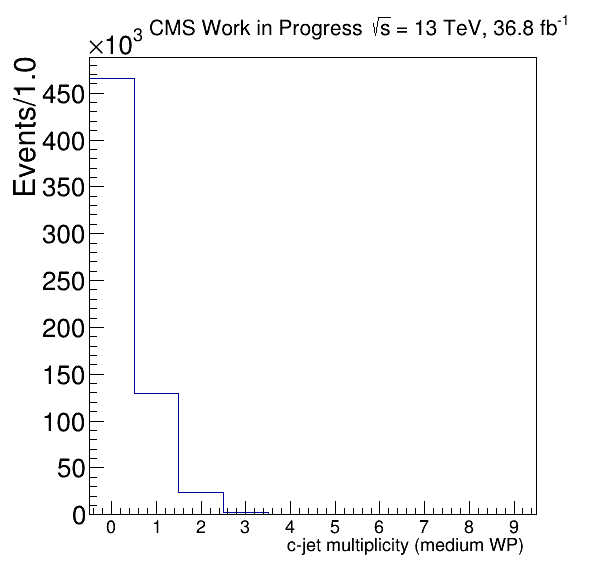 ×10³ CMS Work in Progress √s = 13 TeV, 36.8 fb⁻¹
Events/1.0
450
400
350
300
250
200
150
100
50
0
0 1 2 3 4 5 6 7 8 9
c-jet multiplicity (medium WP)